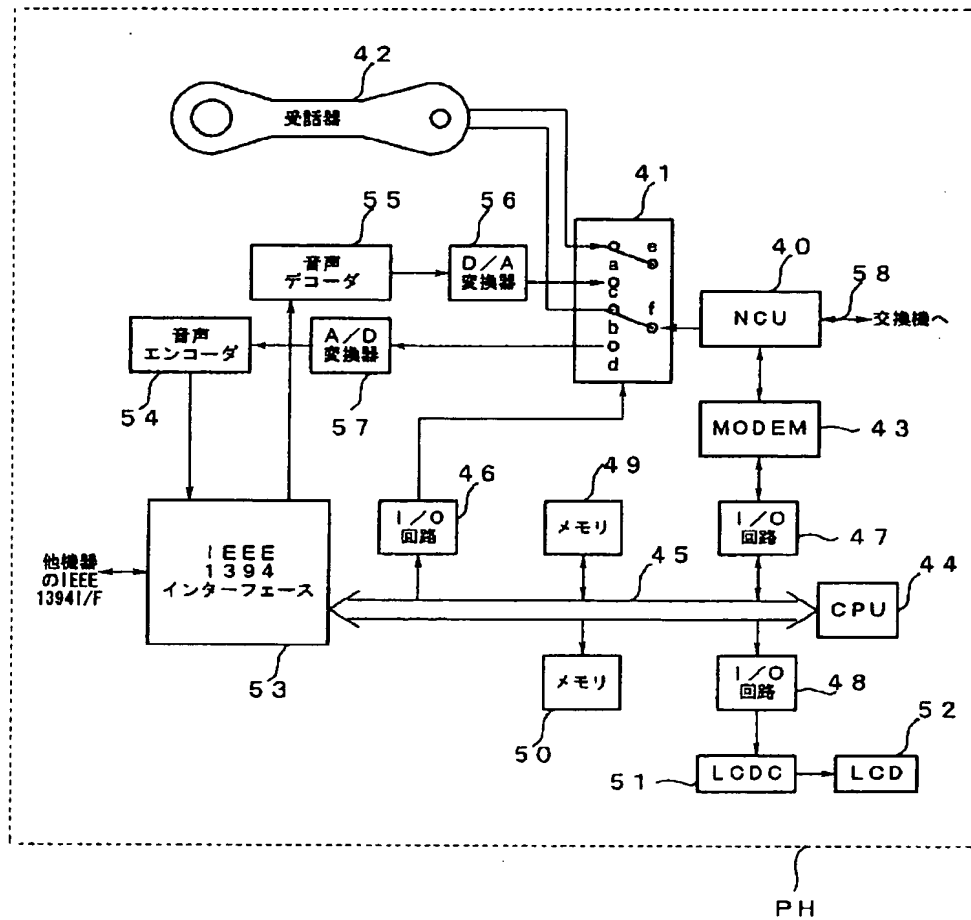 42
受話器
41
55
56
40
58
音声
デコーダ
D/A
変換器
a
e
c
b
f
d
NCU
交換機へ
音声
エンコーダ
A/D
変換器
54
57
MODEM
43
46
49
I/O
回路
メモリ
I/O
回路
47
45
44
他機器
のIEEE
1394I/F
IEEE
1394
インターフェース
CPU
53
メモリ
50
I/O
回路
48
52
LCDC
51
LCD
PH